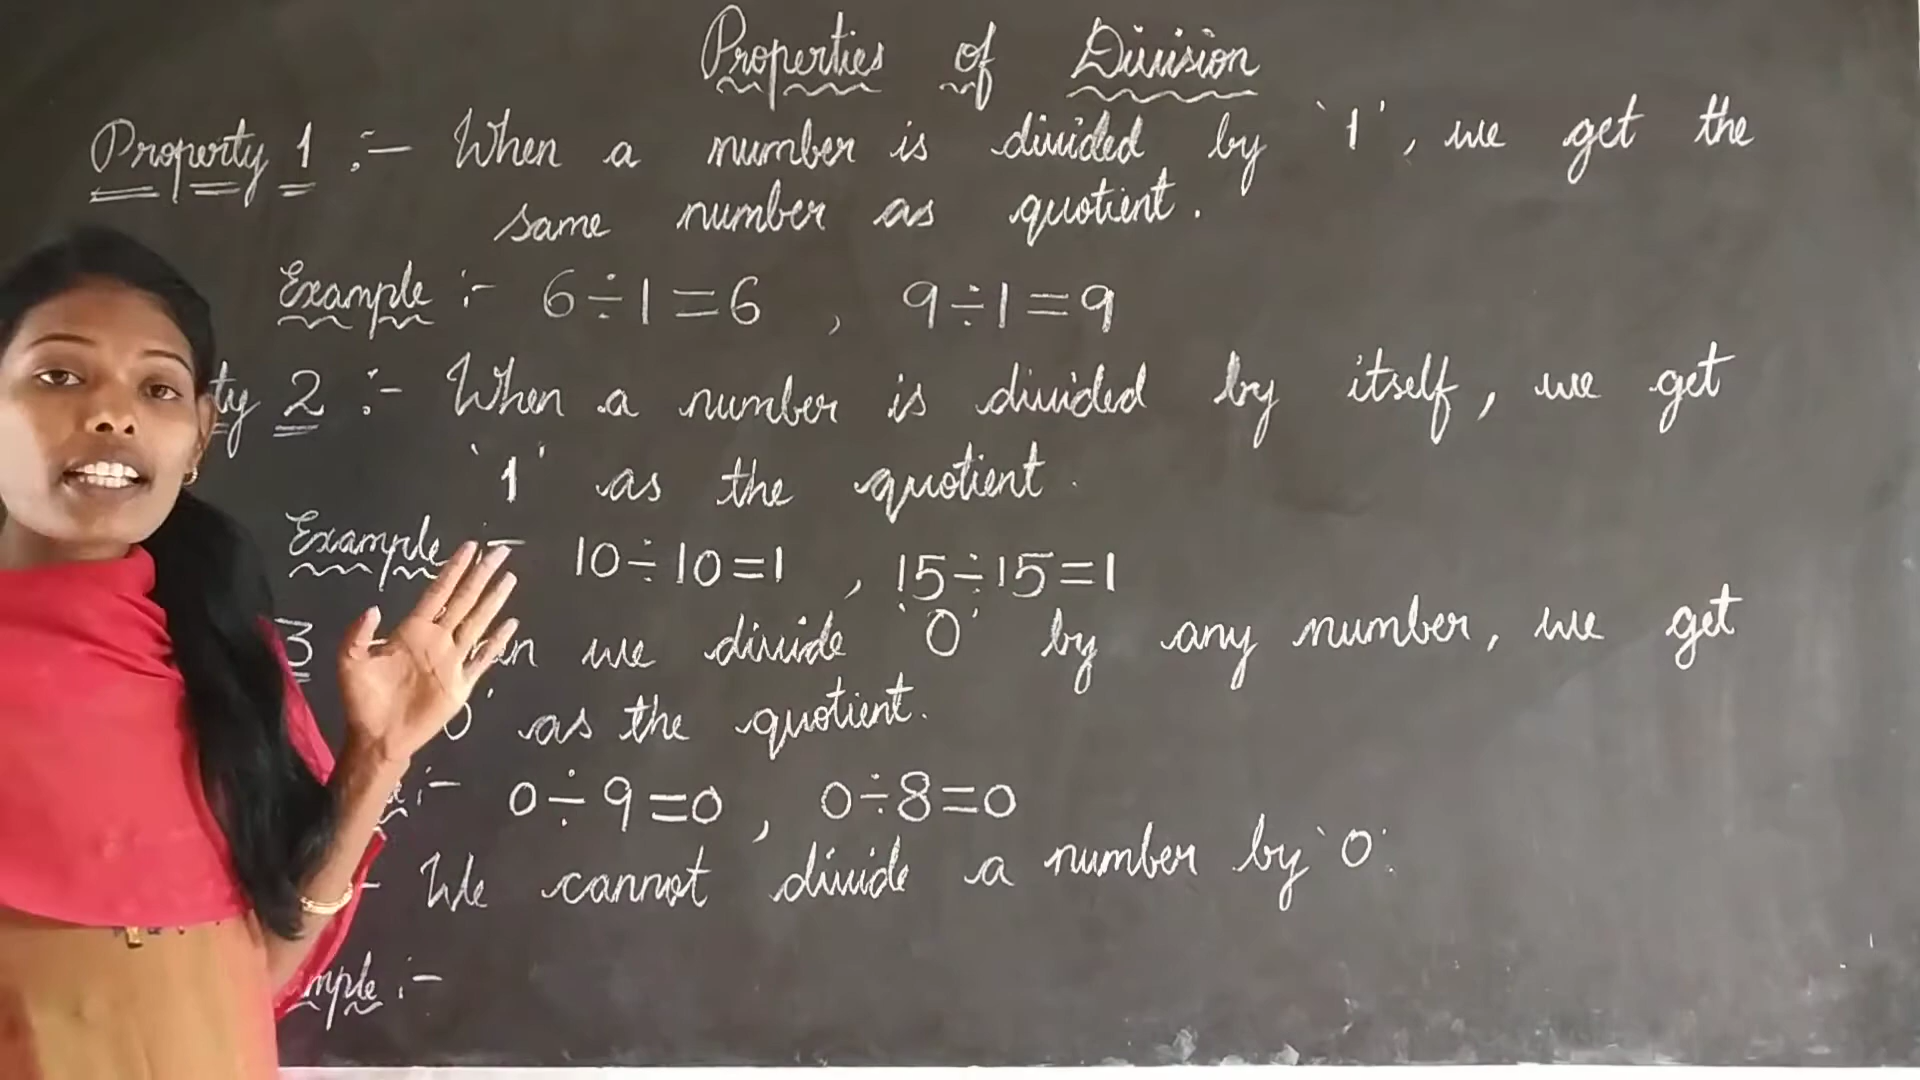 Properties of Division
Property 1 :- When a number is divided by '1', we get the
same number as quotient.
Example :- 6÷1=6 , 9÷1=9
ty 2 :- When a number is divided by itself, we get
'1' as the quotient.
Example :- 10÷10=1 , 15÷15=1
3 we divide '0' by any number, we get
0' as the quotient.
:- 0÷9=0 , 0÷8=0
- We cannot divide a number by '0'.
mple :-